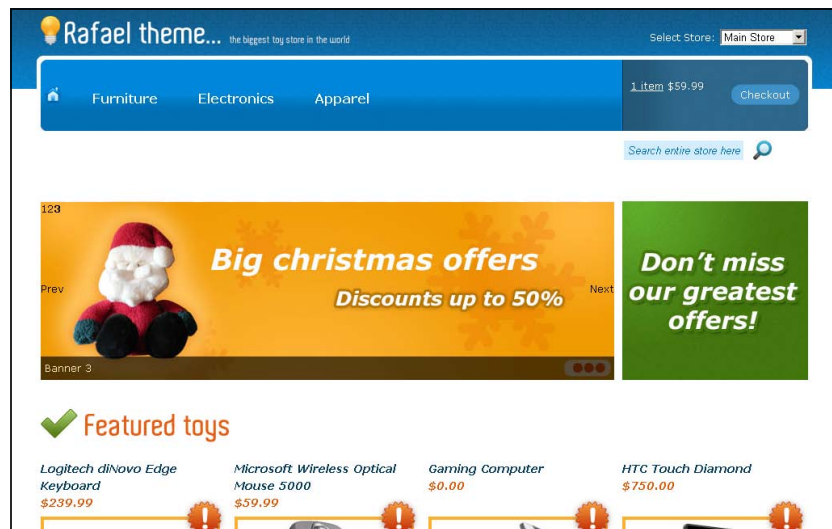 Rafael theme... the biggest toy store in the world
Select Store: Main Store
Furniture Electronics Apparel
1 item $59.99
Checkout
Search entire store here
123
Big christmas offers
Prev
Next
Discounts up to 50%
Banner 3
Don't miss
our greatest
offers!
Featured toys
Logitech diNovo Edge
Keyboard
$239.99
Microsoft Wireless Optical
Mouse 5000
$59.99
Gaming Computer
$0.00
HTC Touch Diamond
$750.00
!
!
!
!